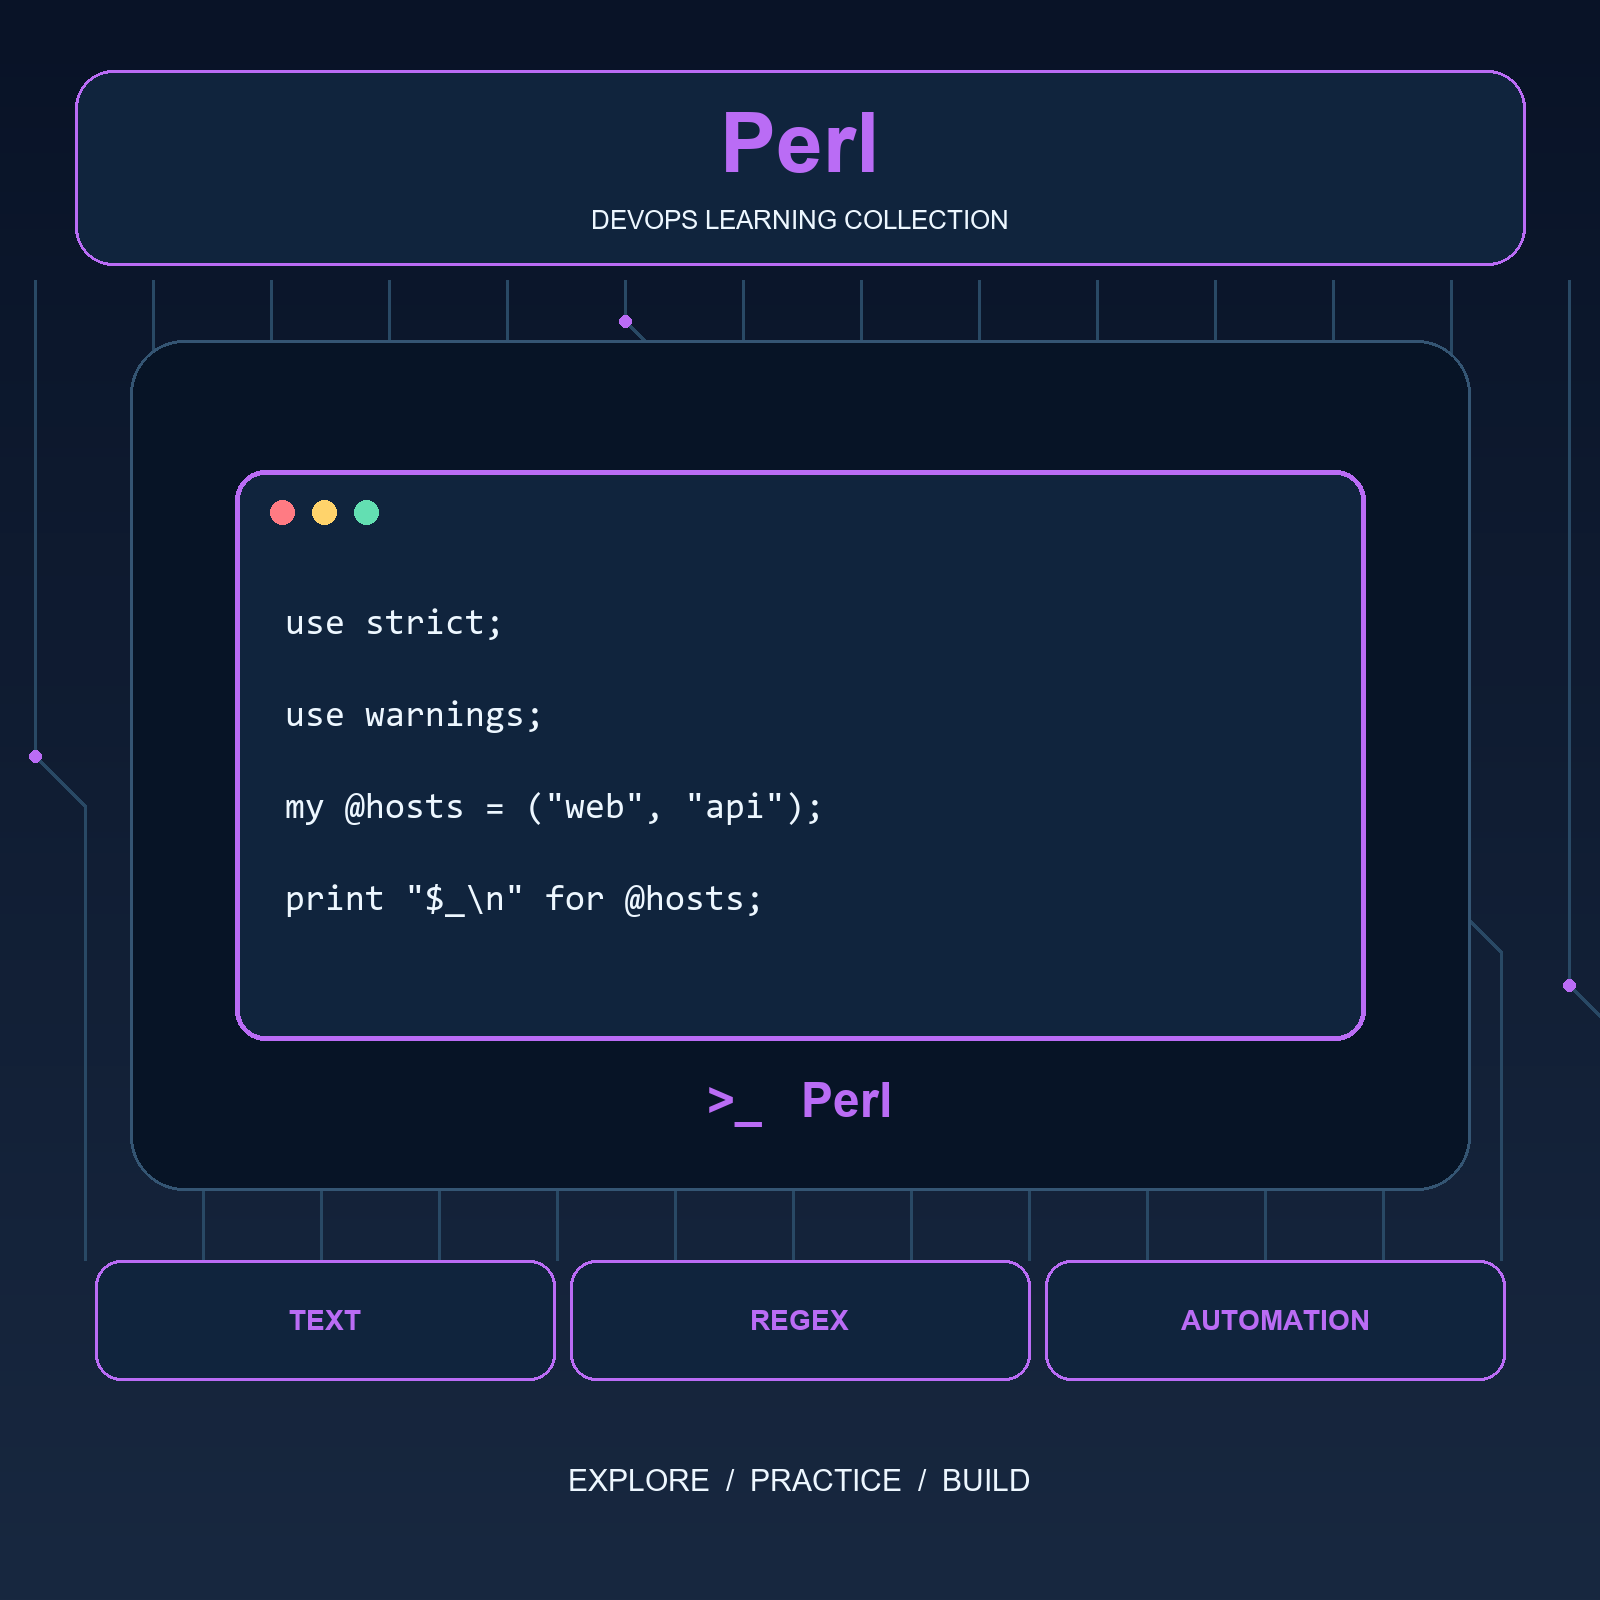 Perl
DEVOPS LEARNING COLLECTION
use strict;
use warnings;
my @hosts = ("web", "api");
print "$_\n" for @hosts;
>_ Perl
TEXT
REGEX
AUTOMATION
EXPLORE / PRACTICE / BUILD